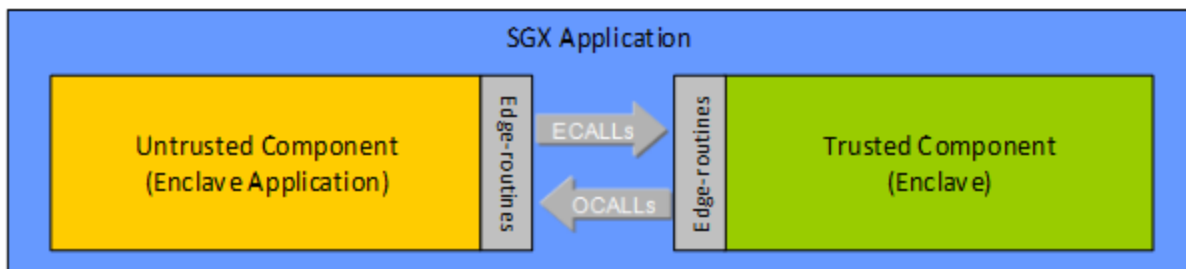 SGX Application
Untrusted Component
(Enclave Application)
Edge-routines
ECALLs
OCALLs
Edge-routines
Trusted Component
(Enclave)